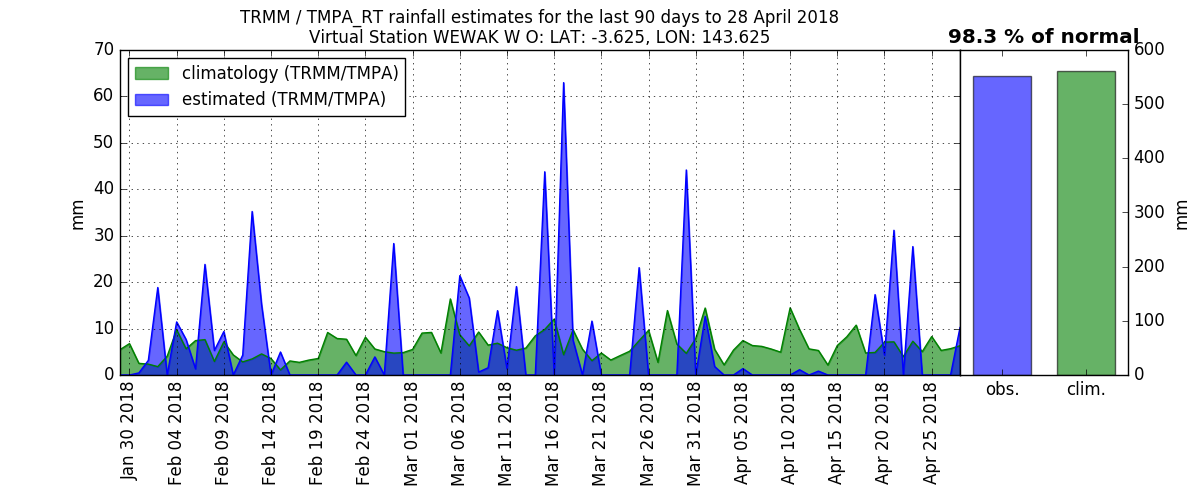 TRMM / TMPA_RT rainfall estimates for the last 90 days to 28 April 2018
Virtual Station WEWAK W O: LAT: -3.625, LON: 143.625
98.3 % of normal
climatology (TRMM/TMPA)
estimated (TRMM/TMPA)
70
60
50
40
30
20
10
0
mm
Jan 30 2018
Feb 04 2018
Feb 09 2018
Feb 14 2018
Feb 19 2018
Feb 24 2018
Mar 01 2018
Mar 06 2018
Mar 11 2018
Mar 16 2018
Mar 21 2018
Mar 26 2018
Mar 31 2018
Apr 05 2018
Apr 10 2018
Apr 15 2018
Apr 20 2018
Apr 25 2018
obs.
clim.
600
500
400
300
200
100
0
mm